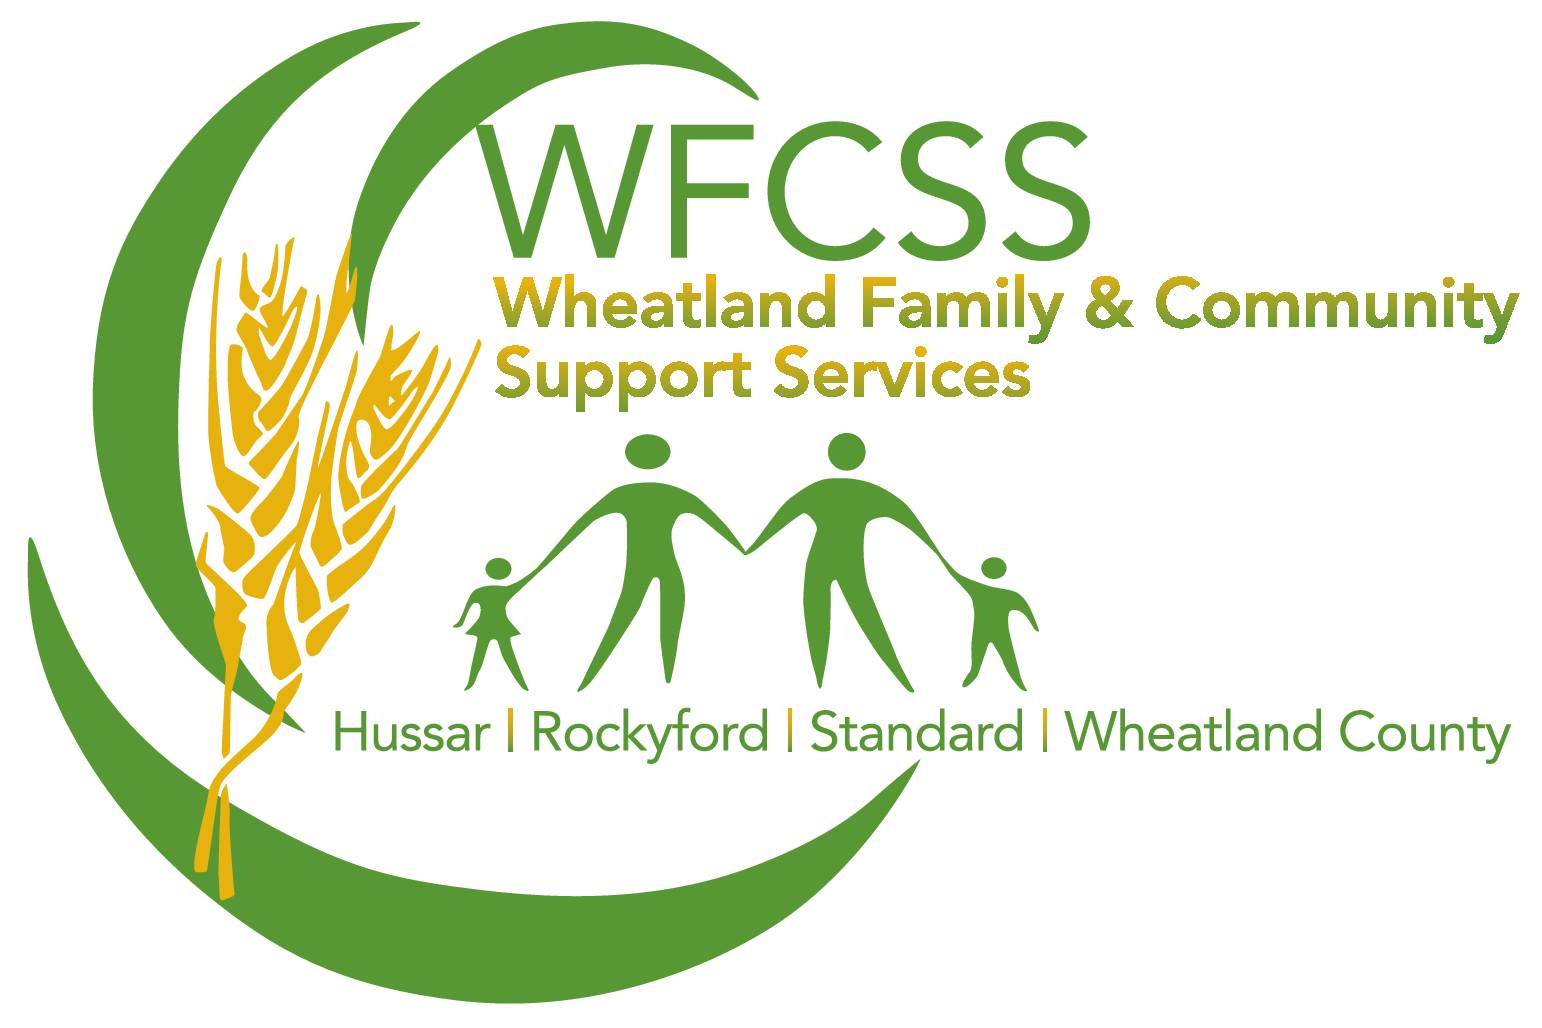 WFCSS
Wheatland Family & Community
Support Services
Hussar | Rockyford | Standard | Wheatland County